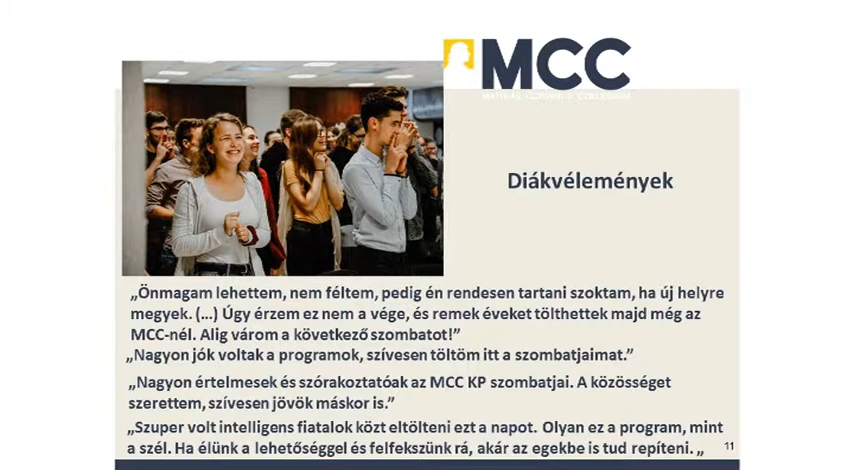 MCC
MATHIAS CORVINUS COLLEGIUM
Diákvélemények
„Önmagam lehettem, nem féltem, pedig én rendesen tartani szoktam, ha új helyre
megyek. (...) Úgy érzem ez nem a vége, és remek éveket tölthettek majd még az
MCC-nél. Alig várom a következő szombatot!”
„Nagyon jók voltak a programok, szívesen töltöm itt a szombatjaimat.”
„Nagyon értelmesek és szórakoztatóak az MCC KP szombatjai. A közösséget
szerettem, szívesen jövök máskor is.”
„Szuper volt intelligens fiatalok közt eltölteni ezt a napot. Olyan ez a program, mint
a szél. Ha élünk a lehetőséggel és felfekszünk rá, akár az egekbe is tud repíteni. „
11